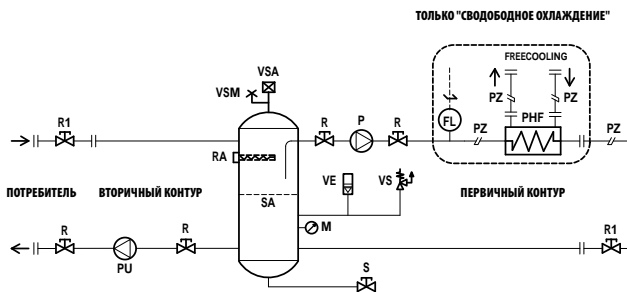 ТОЛЬКО "СВОДОБНОЕ ОХЛАЖДЕНИЕ"
FREECOOLING
VSA
VSM
PZ PZ
R1 R P R FL PZ PHF PZ
RA
VE VS
ПОТРЕБИТЕЛЬ ВТОРИЧНЫЙ КОНТУР SA ПЕРВИЧНЫЙ КОНТУР
M
R R R1
PU
S